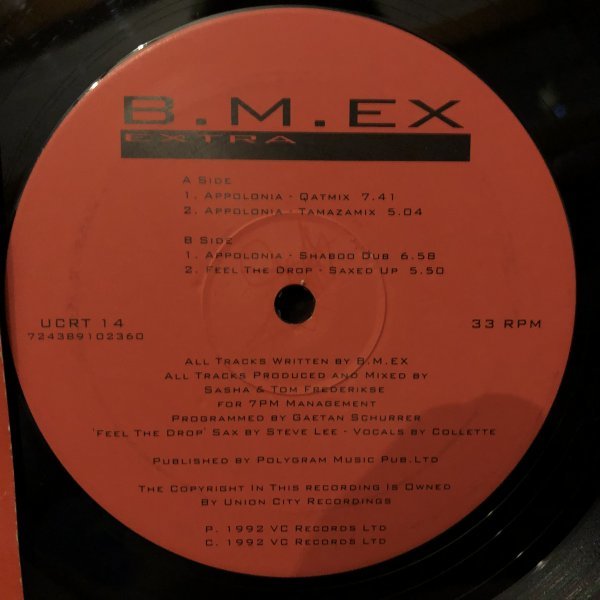 B.M.EX
EXTRA
A Side
1. Appolonia - Qatmix 7.41
2. Appolonia - Tamazamix 5.04
B Side
1. Appolonia - Shaboo Dub 6.58
2. Feel The Drop - Saxed Up 5.50
UCRT 14
724389102360
33 RPM
All Tracks Written by B.M.EX
All Tracks Produced and Mixed by
Sasha & Tom Frederikse
for 7PM Management
Programmed by Gaetan Schurrer
'Feel The Drop' Sax by Steve Lee - Vocals by Collette
Published by Polygram Music Pub.Ltd
The Copyright In This recording Is Owned
By Union City Recordings
P. 1992 VC Records Ltd
C. 1992 VC Records Ltd